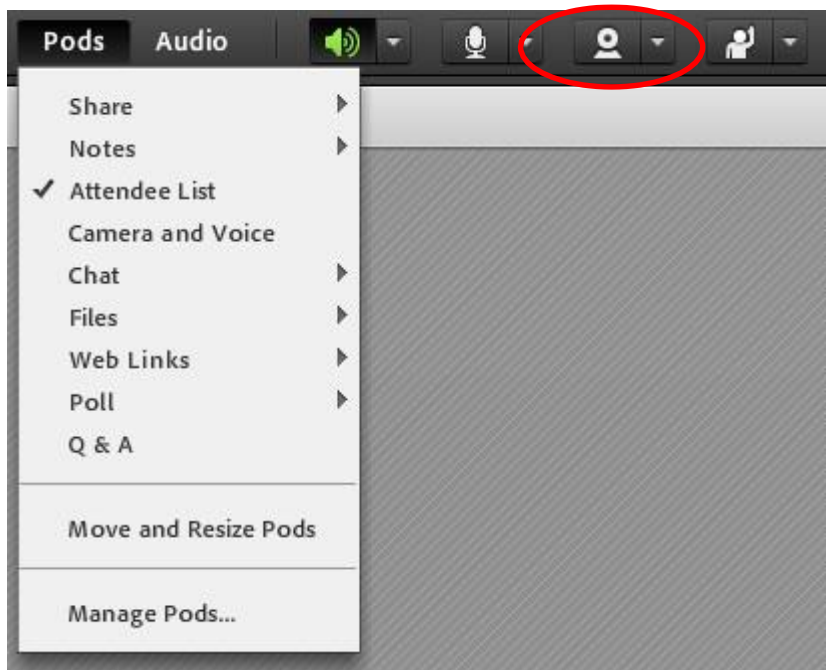 Pods Audio
Share
Notes
Attendee List
Camera and Voice
Chat
Files
Web Links
Poll
Q & A
Move and Resize Pods
Manage Pods...